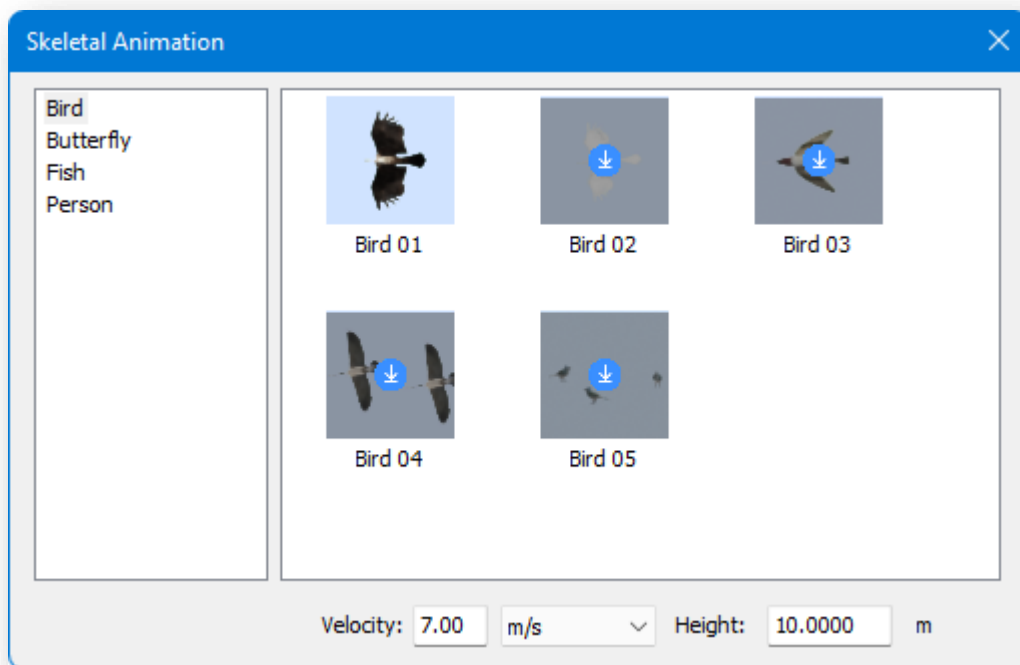 Skeletal Animation
Bird
Butterfly
Fish
Person
Bird 01
Bird 02
Bird 03
Bird 04
Bird 05
Velocity: 7.00 m/s Height: 10.0000 m